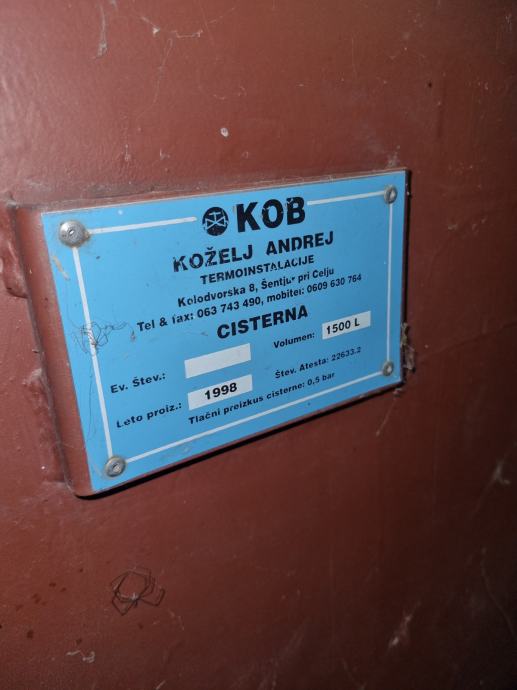 KOB
KOŽELJ ANDREJ
TERMOINSTALACIJE
Kolodvorska 8, Šentjur pri Celju
Tel & fax: 063 743 490, mobitel: 0609 630 764
CISTERNA
Ev. Štev.: Volumen: 1500 L
Leto proiz.: 1998 Štev. Atesta: 22633.2
Tlačni preizkus cisterne: 0,5 bar